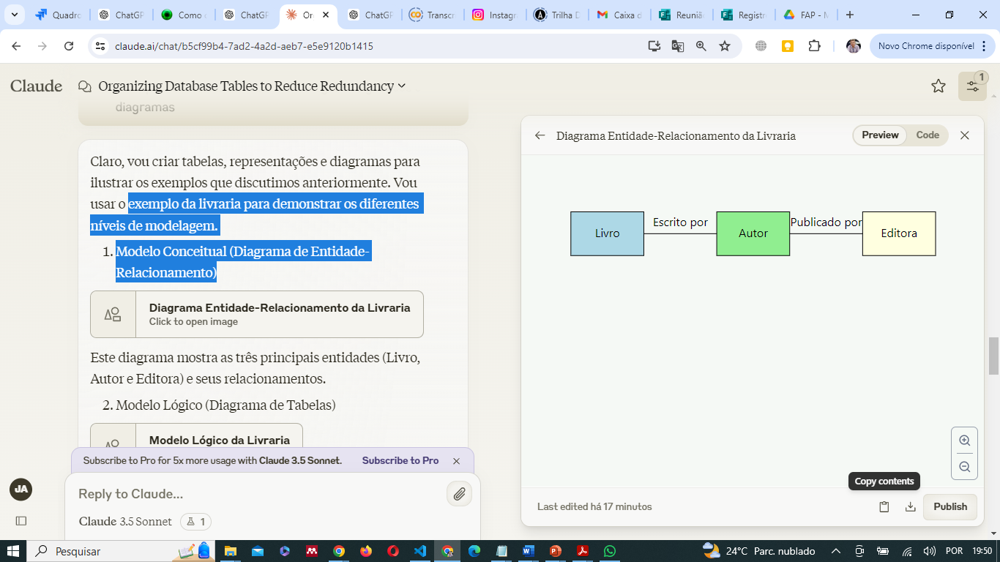 Quadro
ChatGP
Como c
ChatGP
Or
ChatGP
Transcr
Instagr
Trilha D
Caixa d
Reuniã
Registr
FAP - M
claude.ai/chat/b5cf99b4-7ad2-4a2d-aeb7-e5e9120b1415
Novo Chrome disponível
Claude
Organizing Database Tables to Reduce Redundancy
1
diagramas
Claro, vou criar tabelas, representações e diagramas para
ilustrar os exemplos que discutimos anteriormente. Vou
usar o exemplo da livraria para demonstrar os diferentes
níveis de modelagem.
1. Modelo Conceitual (Diagrama de Entidade-
Relacionamento)
Diagrama Entidade-Relacionamento da Livraria
Click to open image
Este diagrama mostra as três principais entidades (Livro,
Autor e Editora) e seus relacionamentos.
2. Modelo Lógico (Diagrama de Tabelas)
Modelo Lógico da Livraria
Subscribe to Pro for 5x more usage with Claude 3.5 Sonnet.
Subscribe to Pro
JA
Reply to Claude...
Claude 3.5 Sonnet
1
Diagrama Entidade-Relacionamento da Livraria
Preview
Code
Livro
Escrito por
Autor
Publicado por
Editora
Copy contents
Last edited há 17 minutos
Publish
Pesquisar
24°C Parc. nublado
POR
19:50